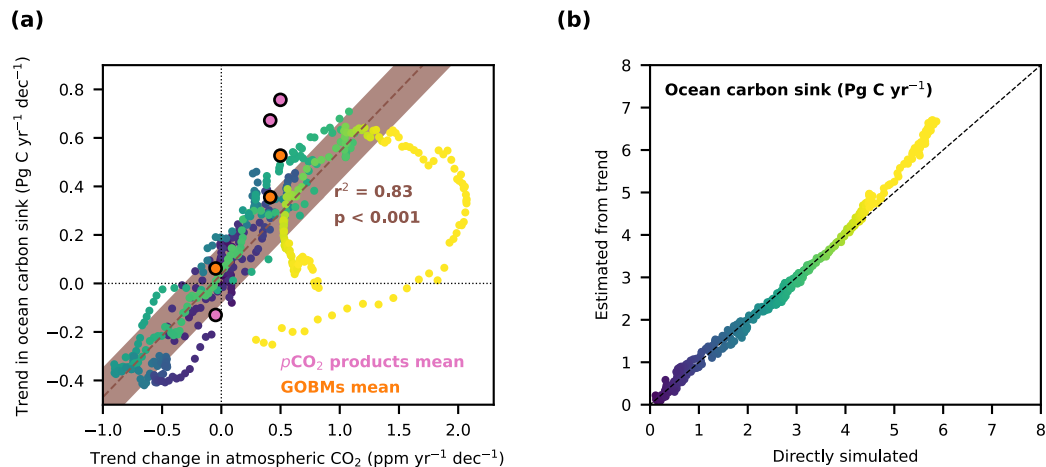 (a)
Trend in ocean carbon sink (Pg C yr⁻¹ dec⁻¹)
0.8
0.6
0.4
0.2
0.0
−0.2
−0.4
r² = 0.83
p < 0.001
pCO₂ products mean
GOBMs mean
−1.0 −0.5 0.0 0.5 1.0 1.5 2.0
Trend change in atmospheric CO₂ (ppm yr⁻¹ dec⁻¹)
(b)
Estimated from trend
8
7
6
5
4
3
2
1
0
Ocean carbon sink (Pg C yr⁻¹)
0 1 2 3 4 5 6 7 8
Directly simulated